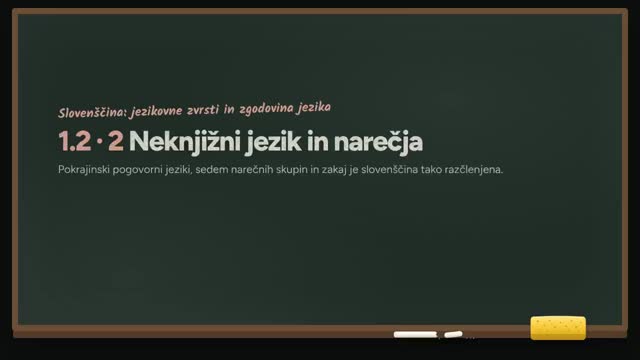 Slovenščina: jezikovne zvrsti in zgodovina jezika
1.2 · 2 Neknjižni jezik in narečja
Pokrajinski pogovorni jeziki, sedem narečnih skupin in zakaj je slovenščina tako razčlenjena.